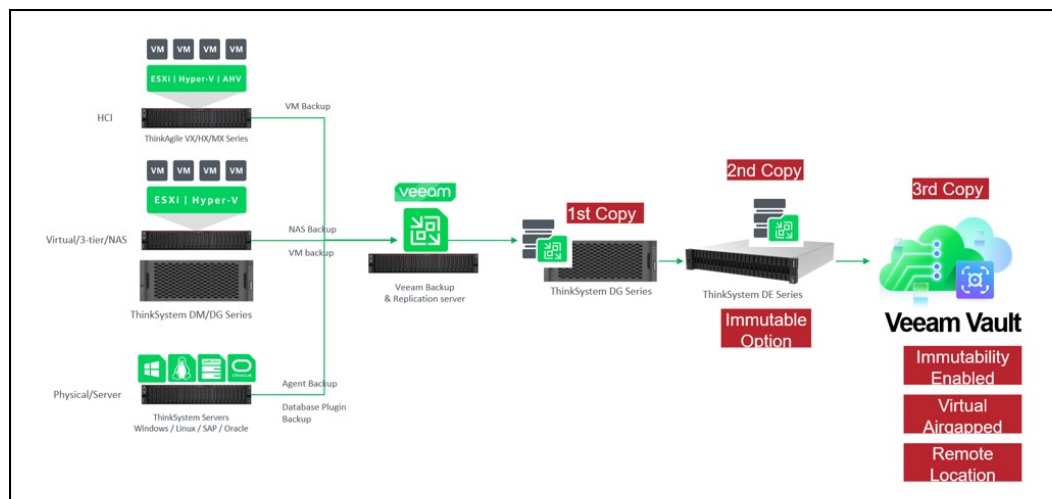 VM VM VM VM
ESXi | Hyper-V | AHV
HCI
ThinkAgile VX/HX/MX Series
VM Backup
VM VM VM VM
ESXi | Hyper-V
Virtual/3-tier/NAS
ThinkSystem DM/DG Series
NAS Backup
VM backup
Physical/Server
ORACLE
ThinkSystem Servers
Windows / Linux / SAP / Oracle
Agent Backup
Database Plugin
Backup
veeam
Veeam Backup
& Replication server
1st Copy
ThinkSystem DG Series
2nd Copy
ThinkSystem DE Series
Immutable
Option
3rd Copy
Veeam Vault
Immutability
Enabled
Virtual
Airgapped
Remote
Location